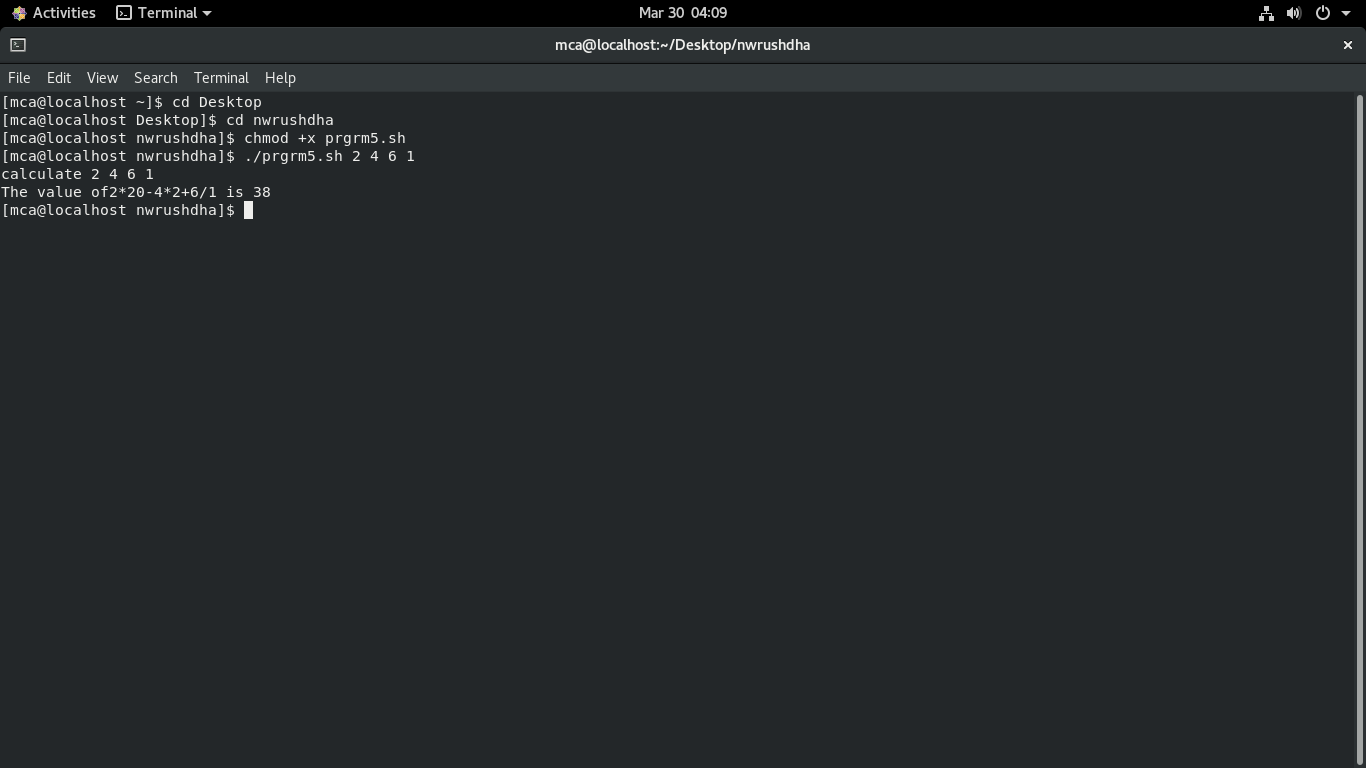 Activities Terminal Mar 30 04:09
mca@localhost:~/Desktop/nwrushdha ×
File Edit View Search Terminal Help
[mca@localhost ~]$ cd Desktop
[mca@localhost Desktop]$ cd nwrushdha
[mca@localhost nwrushdha]$ chmod +x prgrm5.sh
[mca@localhost nwrushdha]$ ./prgrm5.sh 2 4 6 1
calculate 2 4 6 1
The value of2*20-4*2+6/1 is 38
[mca@localhost nwrushdha]$